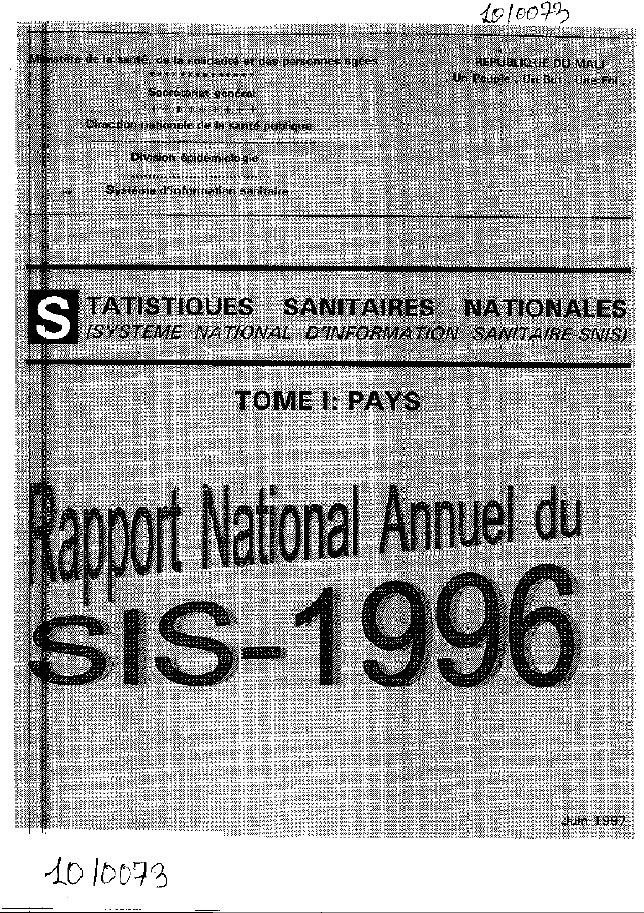 10/0073
Ministère de la santé, de la solidarité et des personnes agées
REPUBLIQUE DU MALI
Un Peuple - Un But - Une Foi
Secrétariat général
Direction nationale de la santé publique
Division épidémiologie
Système d'information sanitaire
STATISTIQUES SANITAIRES NATIONALES
(SYSTEME NATIONAL D'INFORMATION SANITAIRE-SNIS)
TOME I: PAYS
Rapport National Annuel du
SIS-1996
Juin 1997
10/0073